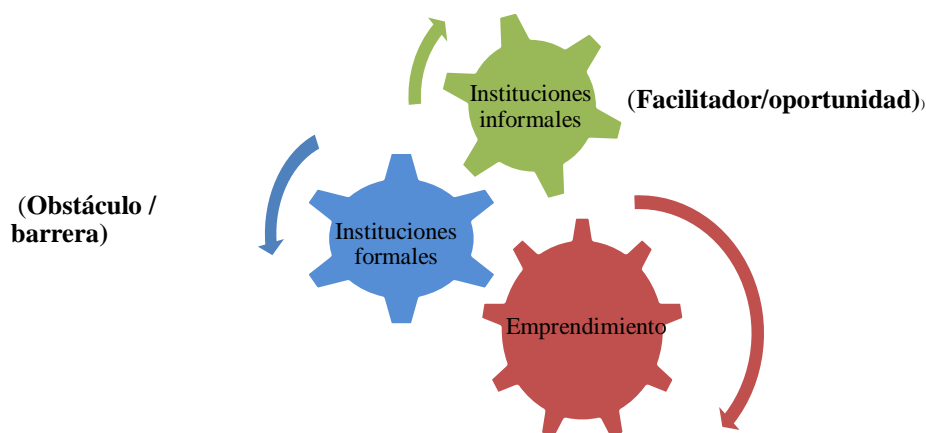 Instituciones
informales
(Facilitador/oportunidad))
(Obstáculo /
barrera)
Instituciones
formales
Emprendimiento